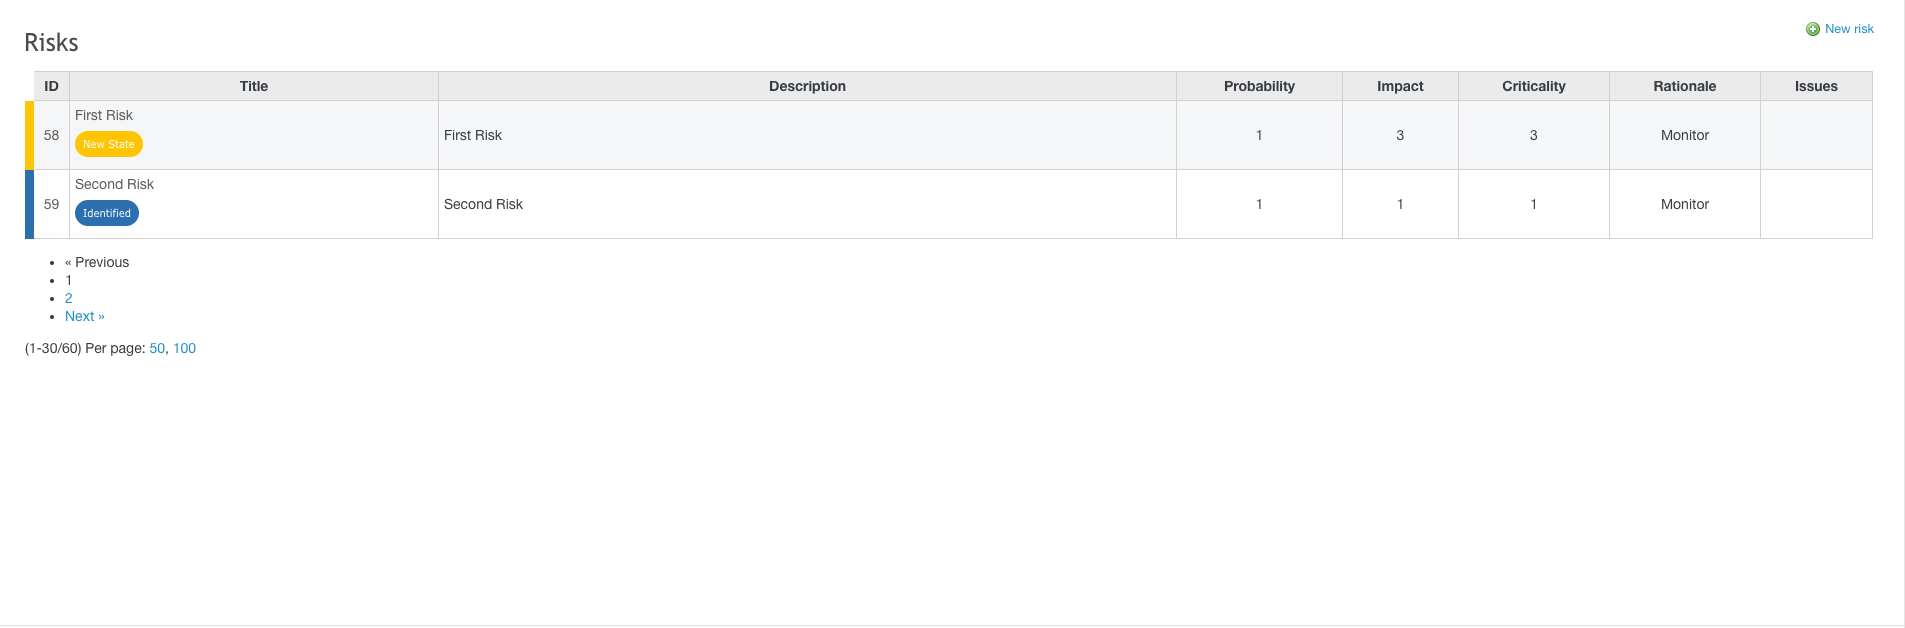 Risks
New risk
ID Title Description Probability Impact Criticality Rationale Issues
58 First Risk New State First Risk 1 3 3 Monitor
59 Second Risk Identified Second Risk 1 1 1 Monitor
« Previous
1
2
Next »
(1-30/60) Per page: 50, 100